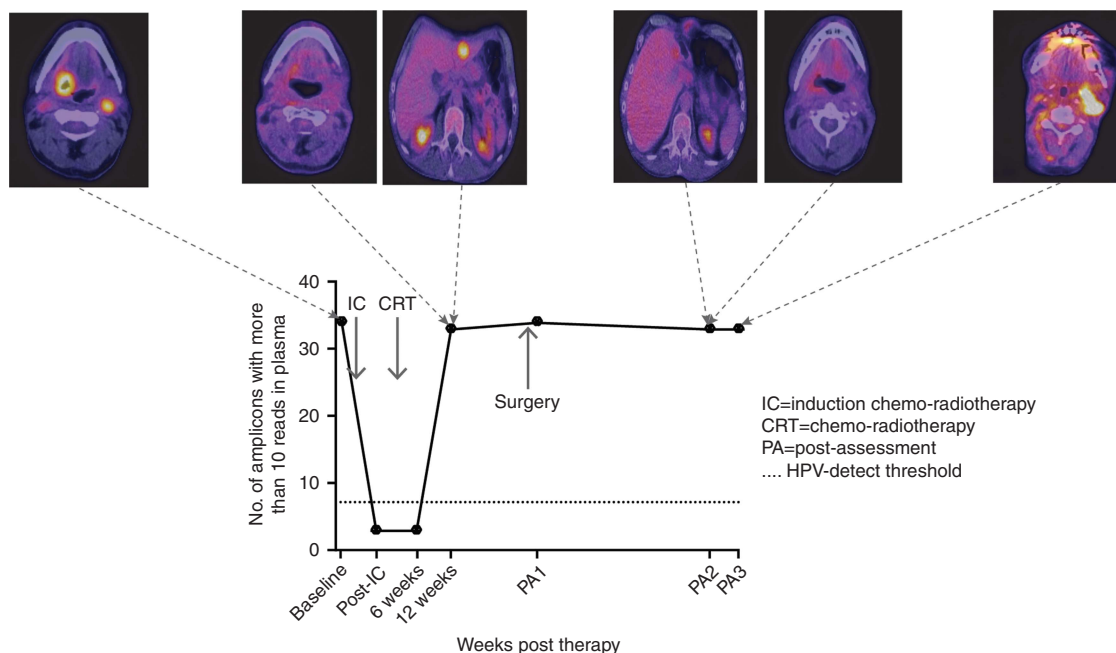 40
30
20
10
0
No. of amplicons with more
than 10 reads in plasma
IC
CRT
Surgery
Baseline
Post-IC
6 weeks
12 weeks
PA1
PA2
PA3
Weeks post therapy
IC=induction chemo-radiotherapy
CRT=chemo-radiotherapy
PA=post-assessment
.... HPV-detect threshold